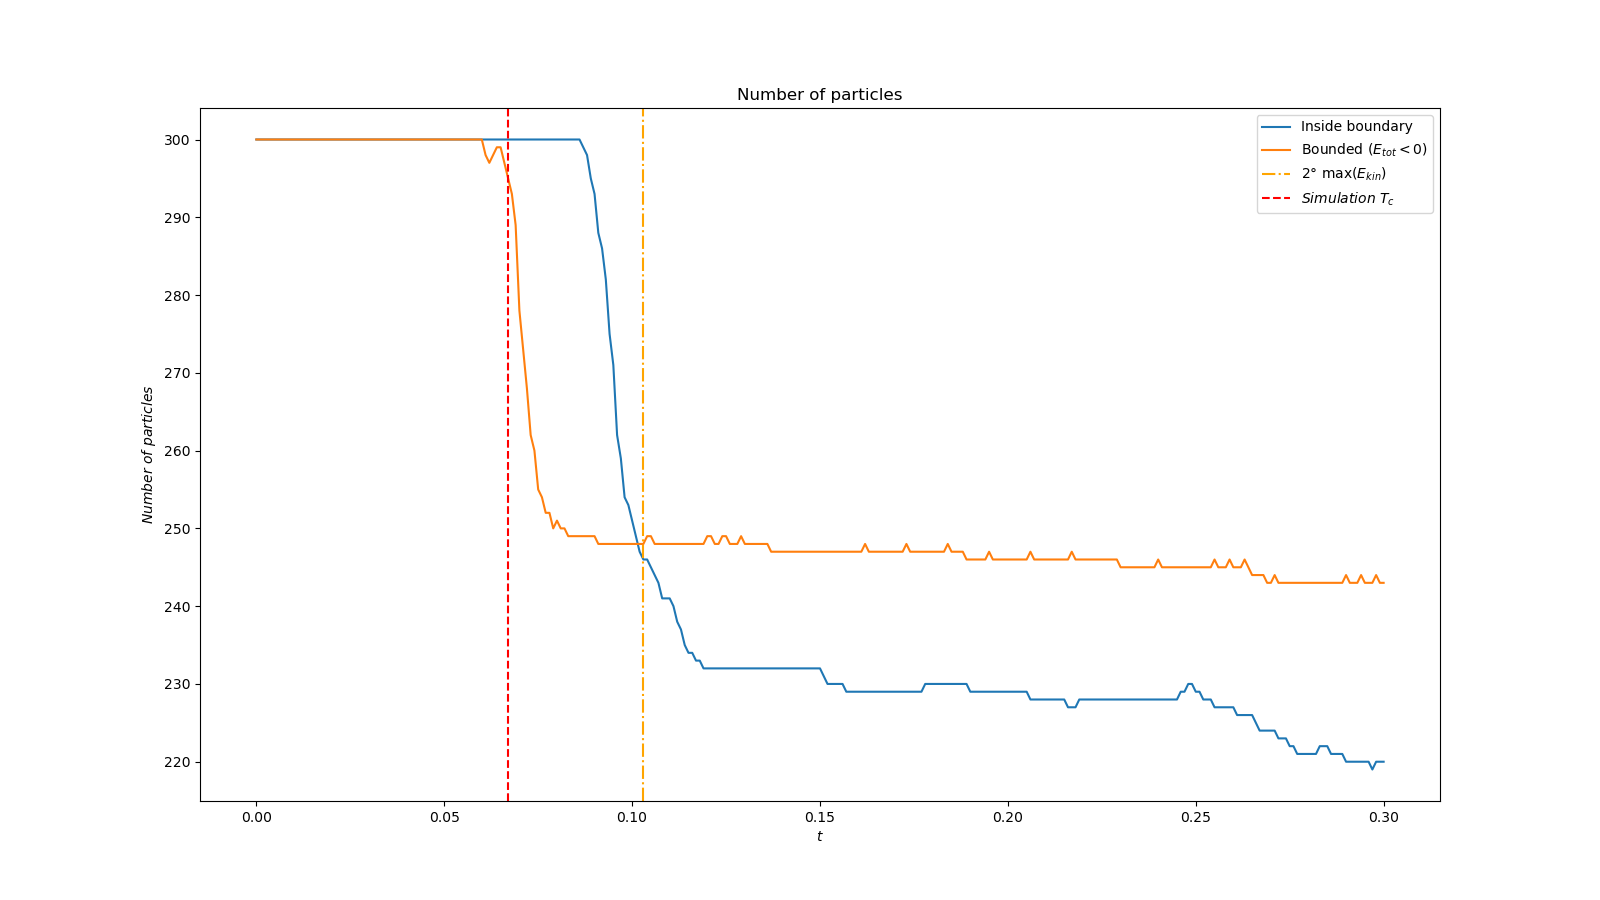 Number of particles
Inside boundary
Bounded (E_tot < 0)
2° max(E_kin)
Simulation T_c
300
290
280
270
260
250
240
230
220
Number of particles
0.00 0.05 0.10 0.15 0.20 0.25 0.30
t